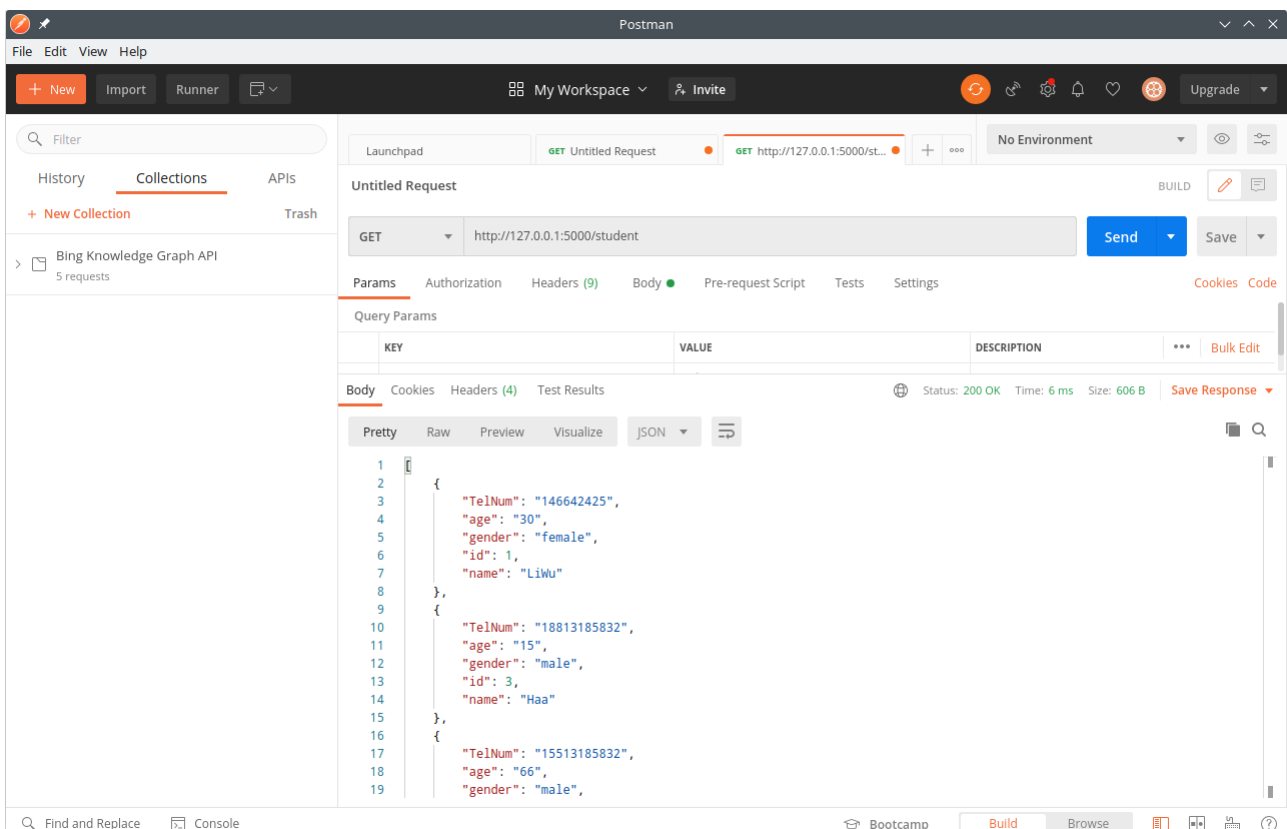 Postman
File Edit View Help
+ New Import Runner My Workspace Invite Upgrade
Filter
History Collections APIs
+ New Collection Trash
Bing Knowledge Graph API
5 requests
Launchpad GET Untitled Request GET http://127.0.0.1:5000/st... + ooo No Environment
Untitled Request BUILD
GET http://127.0.0.1:5000/student Send Save
Params Authorization Headers (9) Body Pre-request Script Tests Settings Cookies Code
Query Params
KEY VALUE DESCRIPTION ••• Bulk Edit
Body Cookies Headers (4) Test Results Status: 200 OK Time: 6 ms Size: 606 B Save Response
Pretty Raw Preview Visualize JSON
1 [
2 {
3 "TelNum": "146642425",
4 "age": "30",
5 "gender": "female",
6 "id": 1,
7 "name": "LiWu"
8 },
9 {
10 "TelNum": "18813185832",
11 "age": "15",
12 "gender": "male",
13 "id": 3,
14 "name": "Haa"
15 },
16 {
17 "TelNum": "15513185832",
18 "age": "66",
19 "gender": "male",
Find and Replace Console Bootcamp Build Browse